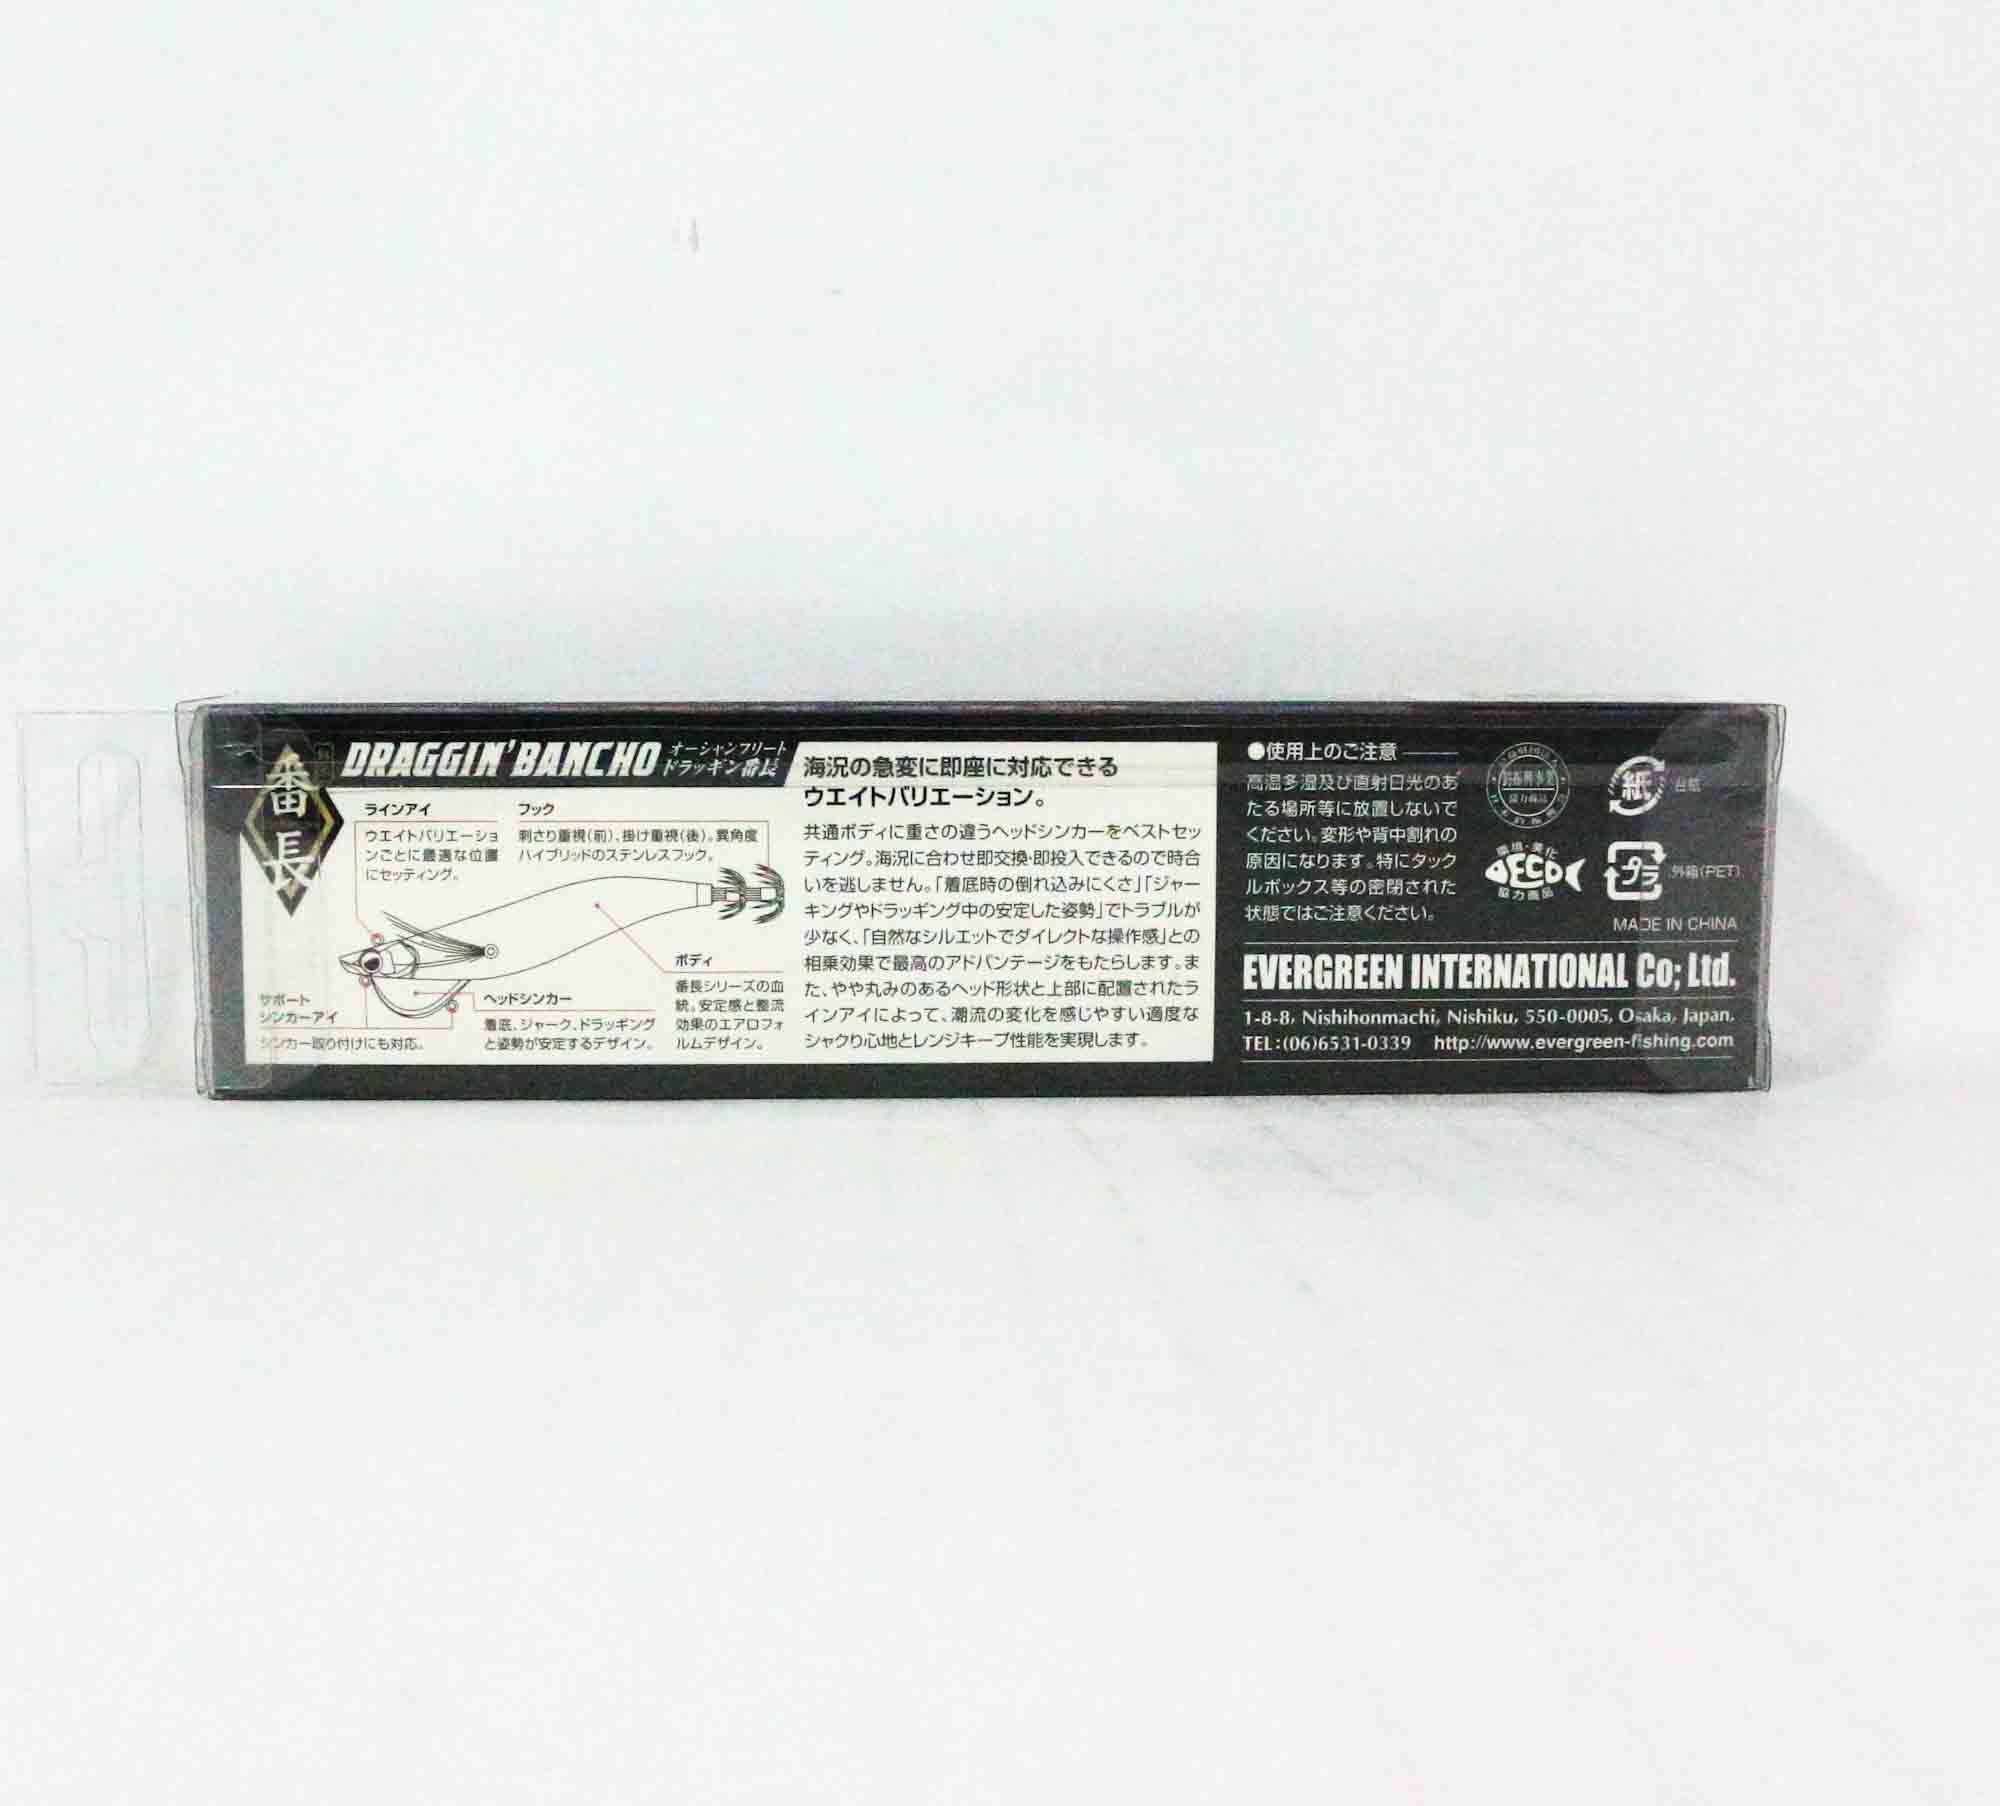 番長
DRAGGIN' BANCHO
オーシャンフリート
ドラッギン番長
ラインアイ
ウエイトバリエーショ
ンごとに最適な位置
にセッティング。
フック
刺さり重視(前)、掛け重視(後)。異角度
ハイブリッドのステンレスフック。
ボディ
番長シリーズの血
統。安定感と整流
効果のエアロフォ
ルムデザイン。
ヘッドシンカー
着底、ジャーク、ドラッギング
と姿勢が安定するデザイン。
サポート
シンカーアイ
シンカー取り付けにも対応。
海況の急変に即座に対応できる
ウエイトバリエーション。
共通ボディに重さの違うヘッドシンカーをベストセッ
ティング。海況に合わせ即交換・即投入できるので時合
いを逃しません。「着底時の倒れ込みにくさ」「ジャー
キングやドラッギング中の安定した姿勢」でトラブルが
少なく、「自然なシルエットでダイレクトな操作感」との
相乗効果で最高のアドバンテージをもたらします。ま
た、やや丸みのあるヘッド形状と上部に配置されたラ
インアイによって、潮流の変化を感じやすい適度な
シャクり心地とレンジキープ性能を実現します。
●使用上のご注意
高温多湿及び直射日光のあ
たる場所等に放置しないで
ください。変形や背中割れの
原因になります。特にタック
ルボックス等の密閉された
状態ではご注意ください。
紙
台紙
環境・美化
DECO
協力商品
プラ
外箱(PET)
MADE IN CHINA
EVERGREEN INTERNATIONAL Co; Ltd.
1-8-8, Nishihonmachi, Nishiku, 550-0005, Osaka, Japan.
TEL:(06)6531-0339 http://www.evergreen-fishing.com